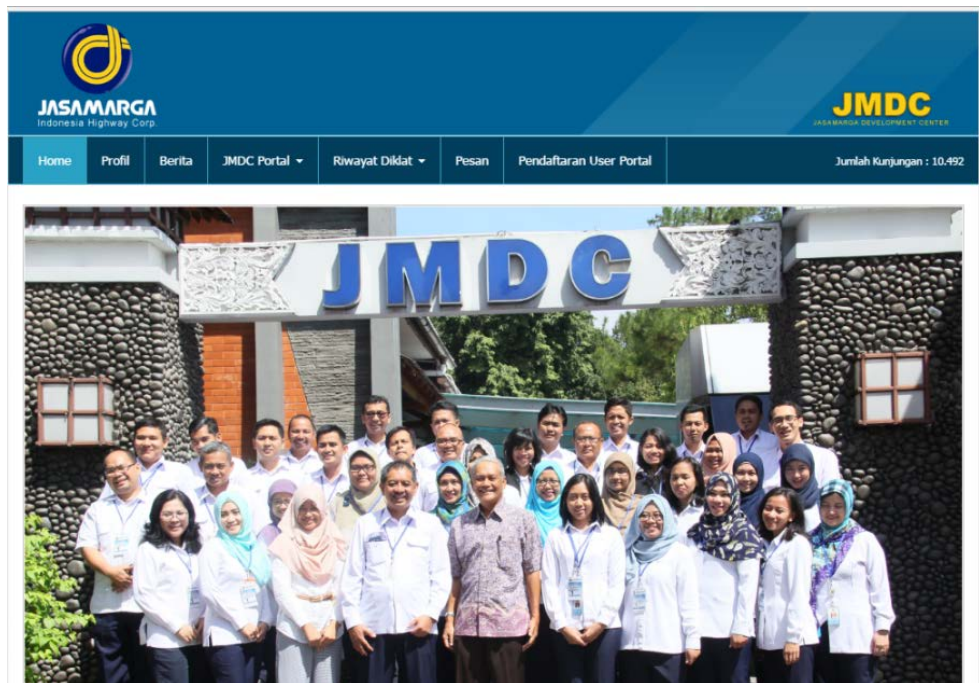 JASAMARGA
Indonesia Highway Corp.
JMDC
JASAMARGA DEVELOPMENT CENTER
Home Profil Berita JMDC Portal Riwayat Diklat Pesan Pendaftaran User Portal Jumlah Kunjungan : 10.492
JMDC